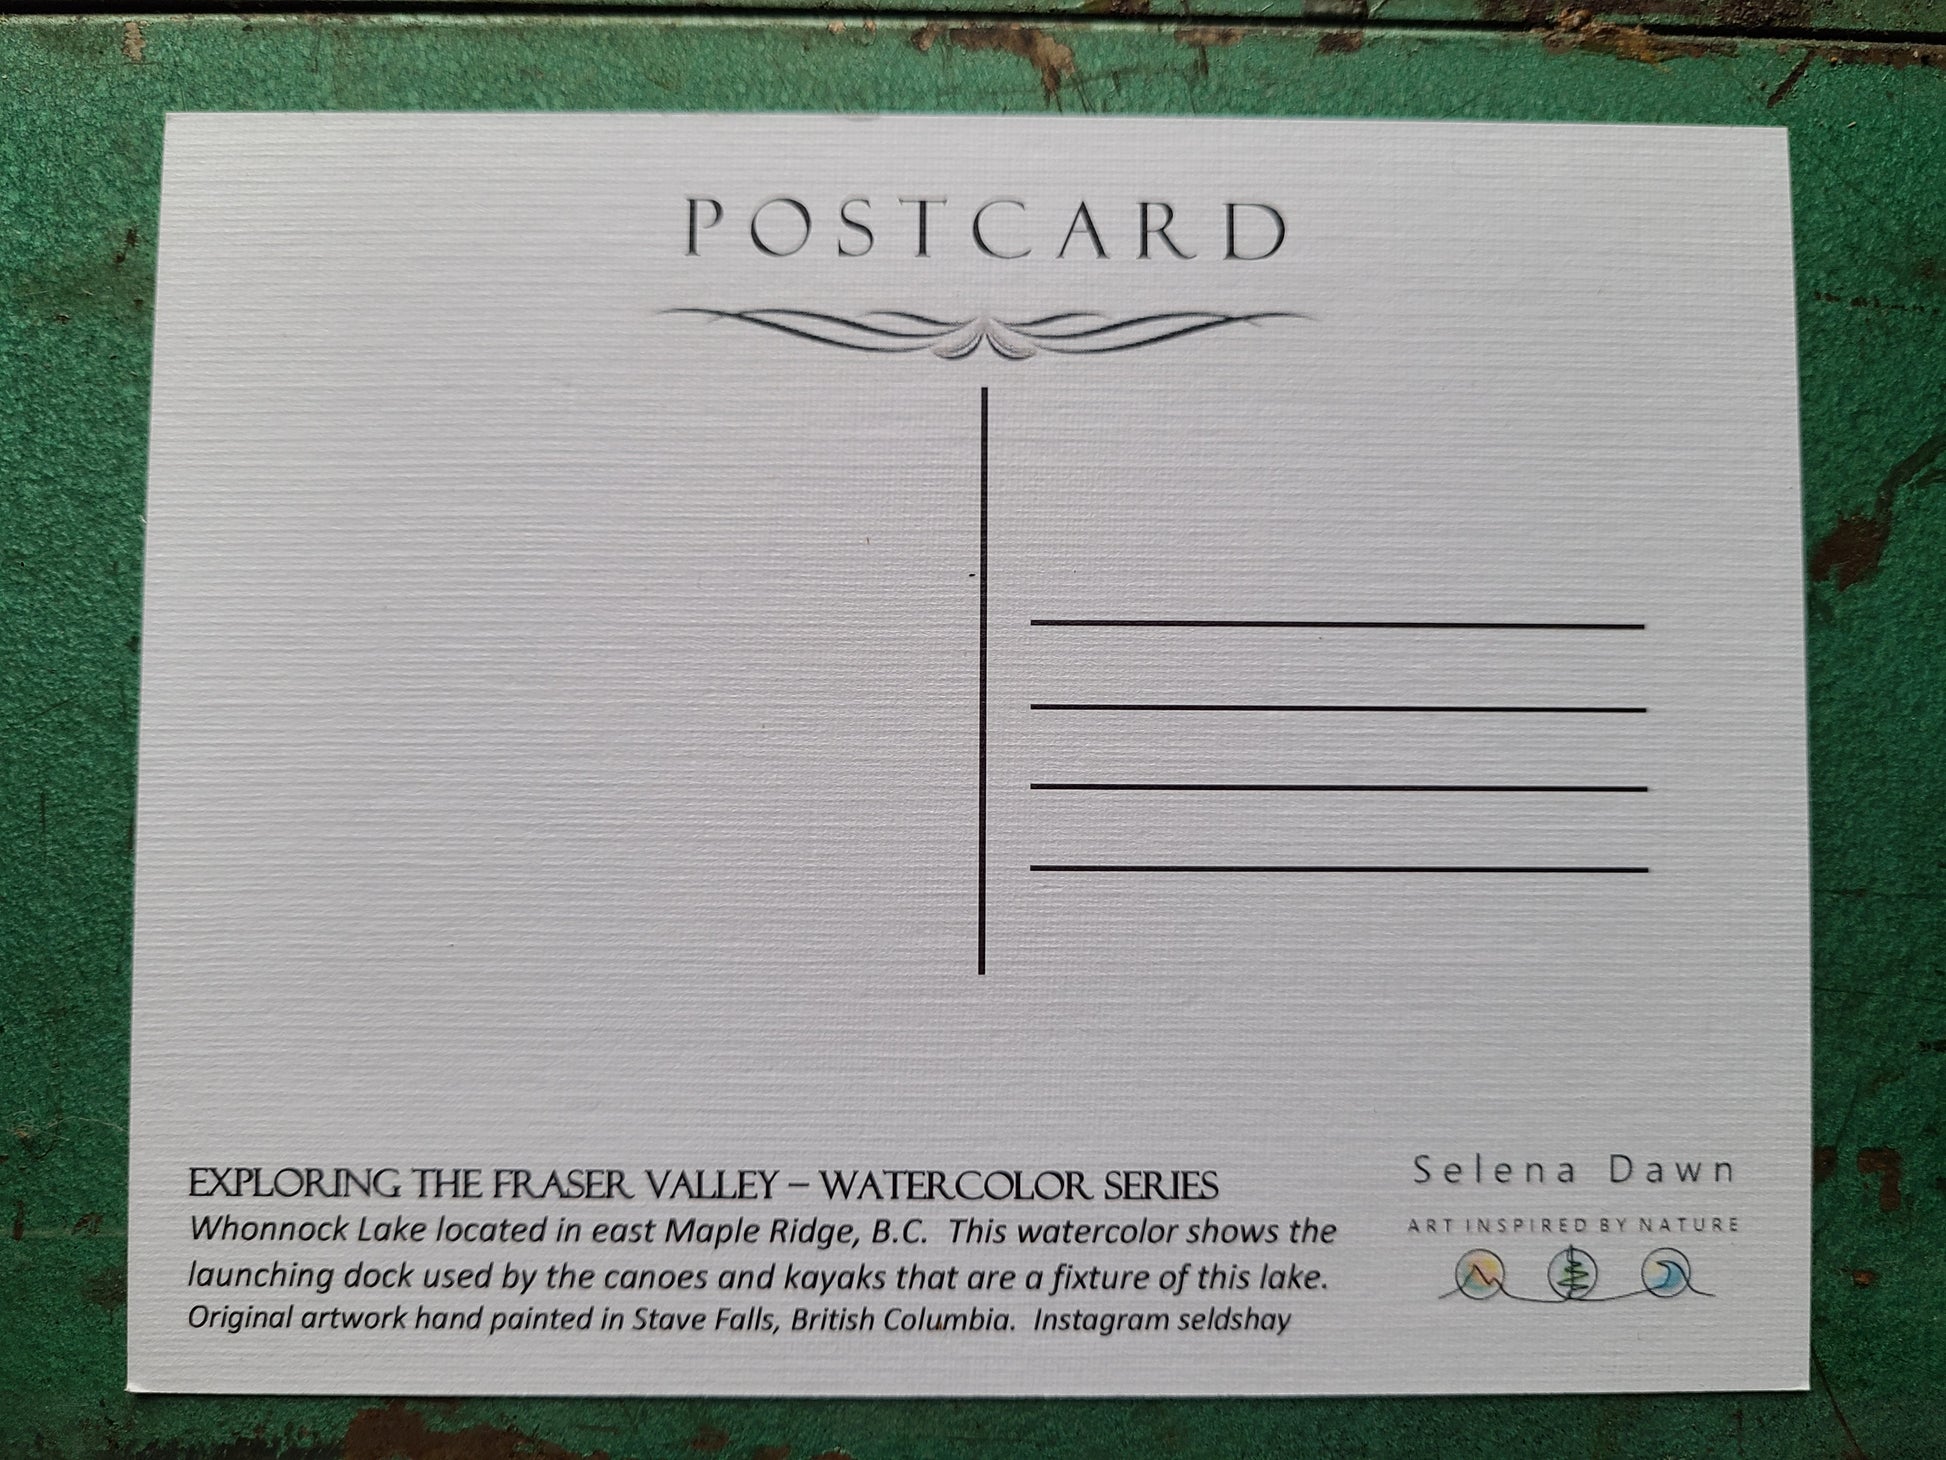 POSTCARD
EXPLORING THE FRASER VALLEY – WATERCOLOR SERIES
Whonnock Lake located in east Maple Ridge, B.C.  This watercolor shows the
launching dock used by the canoes and kayaks that are a fixture of this lake.
Original artwork hand painted in Stave Falls, British Columbia.  Instagram seldshay
Selena Dawn
ART INSPIRED BY NATURE